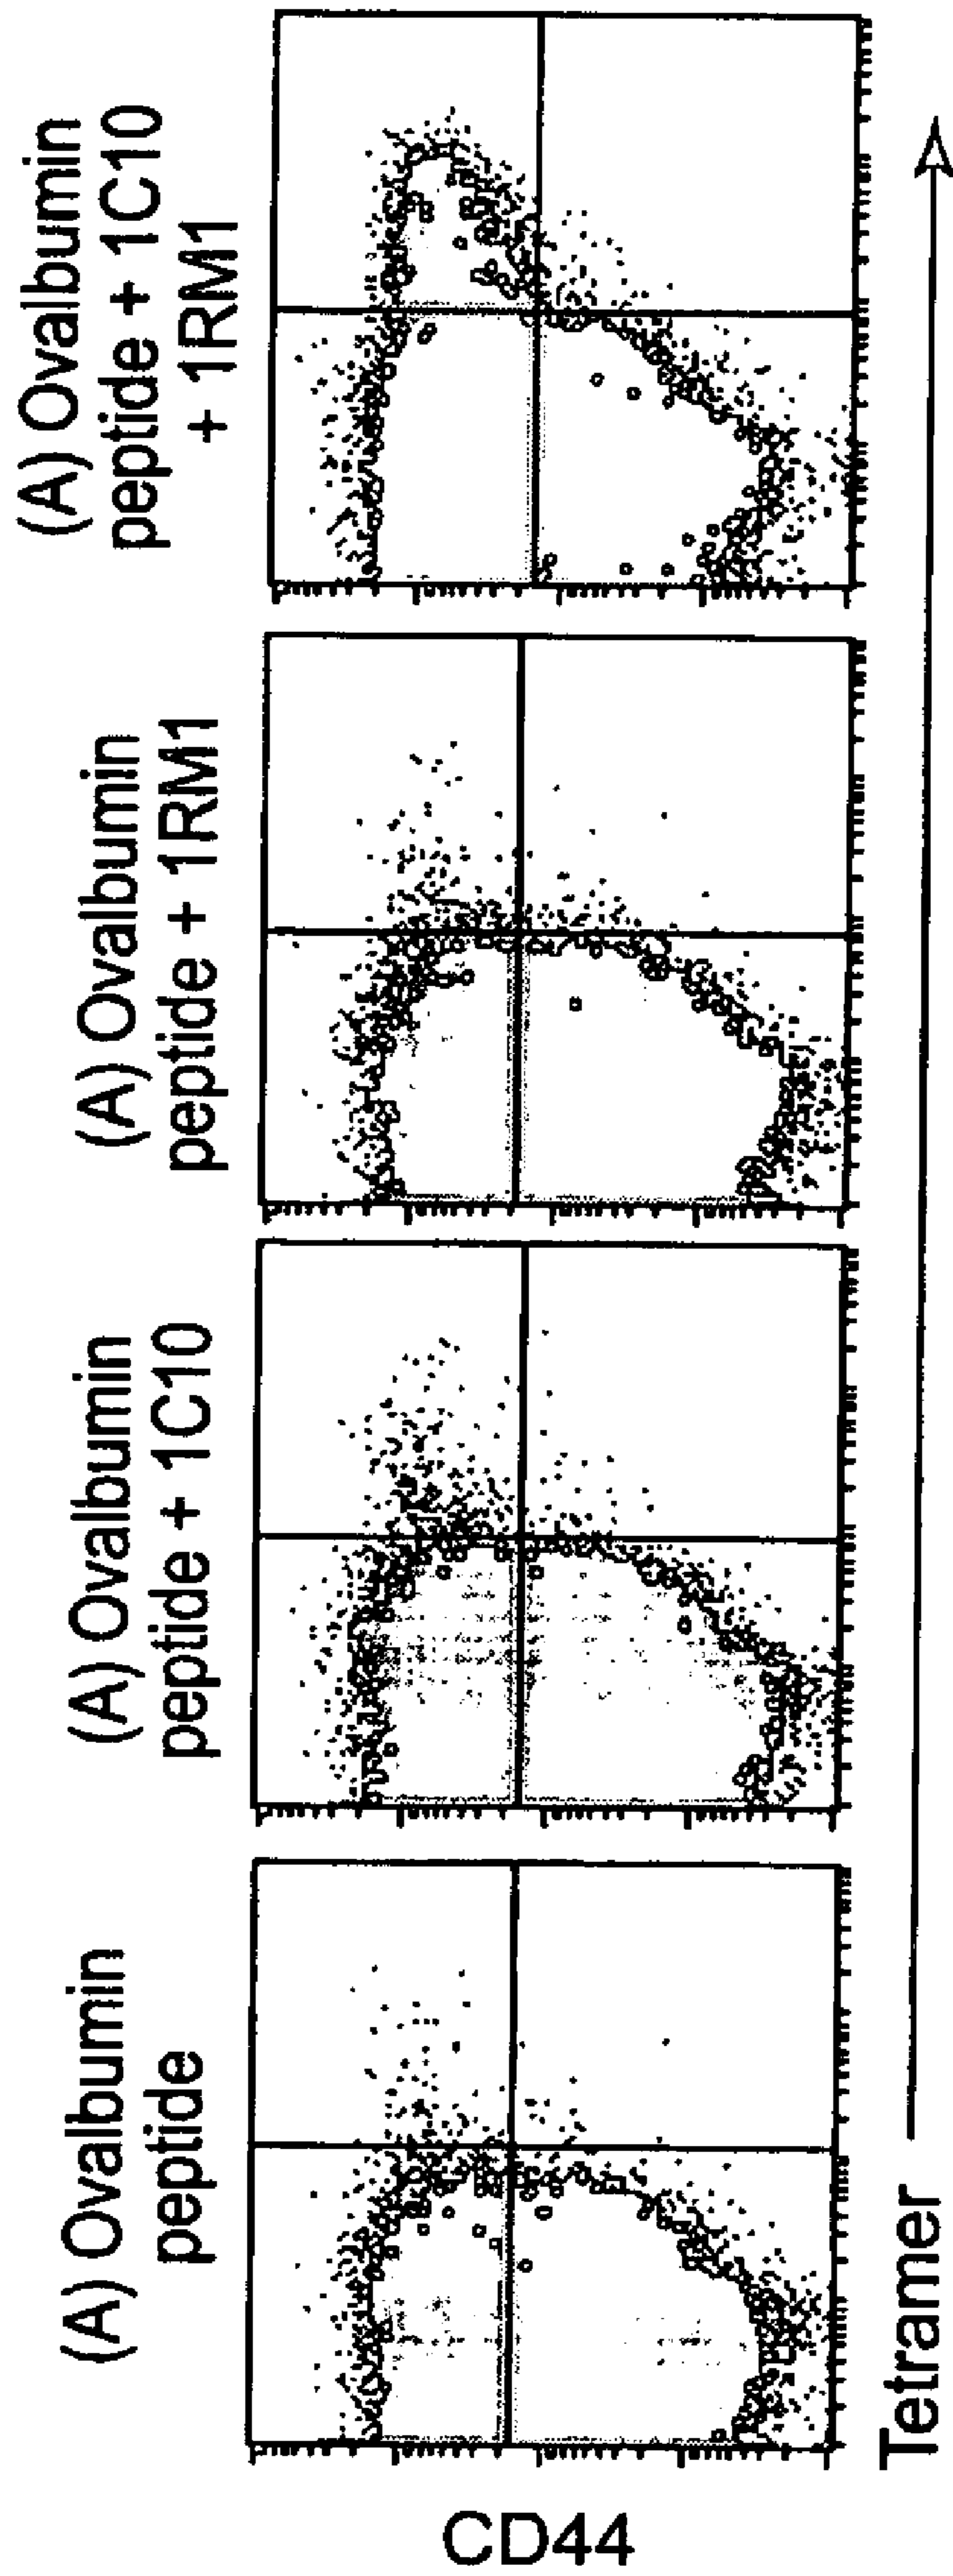 (A) Ovalbumin
peptide
(A) Ovalbumin
peptide + 1C10
(A) Ovalbumin
peptide + 1RM1
(A) Ovalbumin
peptide + 1C10
+ 1RM1
CD44
Tetramer